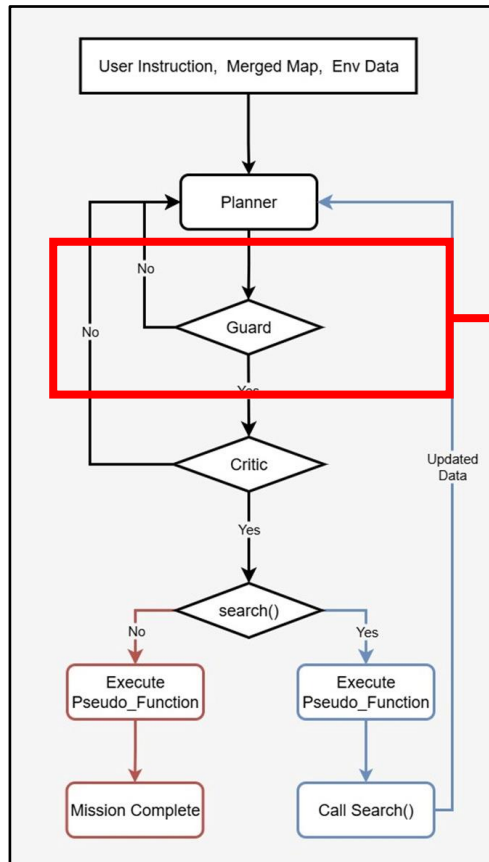 User Instruction, Merged Map, Env Data
Planner
No
Guard
No
Yes
Critic
Updated
Data
Yes
search()
No
Yes
Execute
Pseudo_Function
Execute
Pseudo_Function
Mission Complete
Call Search()